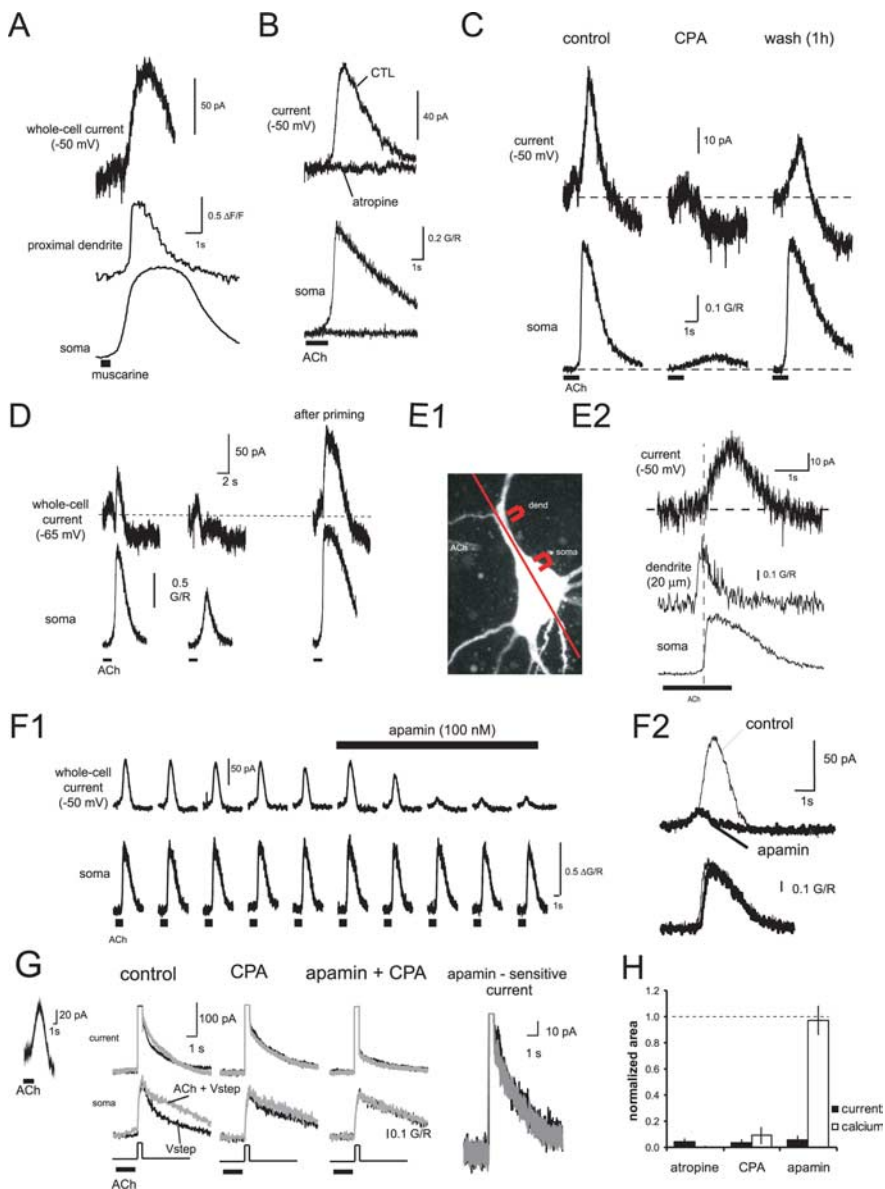 A
whole-cell current
(-50 mV)
50 pA
proximal dendrite
0.5 ΔF/F
1s
soma
muscarine
B
CTL
current
(-50 mV)
40 pA
atropine
0.2 G/R
1s
soma
ACh
C
control
CPA
wash (1h)
current
(-50 mV)
10 pA
soma
0.1 G/R
1s
ACh
D
after priming
50 pA
2 s
whole-cell
current
(-65 mV)
0.5
G/R
soma
ACh
E1
dend
ACh
soma
E2
current
(-50 mV)
10 pA
1s
dendrite
(20 μm)
0.1 G/R
soma
ACh
F1
apamin (100 nM)
whole-cell
current
(-50 mV)
50 pA
soma
0.5 ΔG/R
1s
ACh
F2
control
50 pA
1s
apamin
0.1 G/R
G
20 pA
1s
ACh
control
CPA
apamin + CPA
apamin - sensitive
current
100 pA
1 s
current
10 pA
1 s
ACh + Vstep
soma
Vstep
0.1 G/R
ACh
H
normalized area
1.2
1.0
0.8
0.6
0.4
0.2
0.0
atropine
CPA
apamin
current
calcium